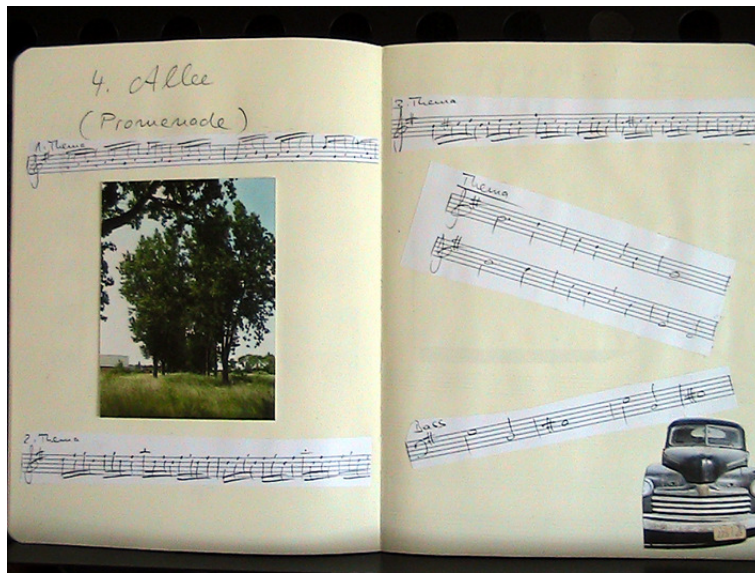 4. Allee
(Promenade)
1. Thema
2. Thema
3. Thema
Thema
Bass